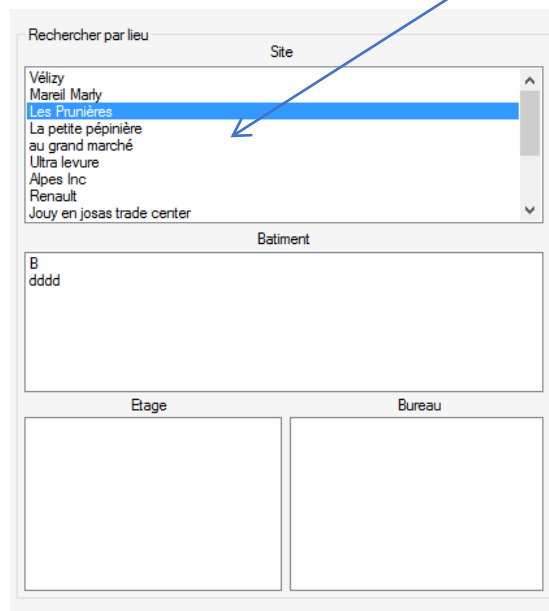 Rechercher par lieu
Site
Vélizy
Mareil Marly
Les Prunières
La petite pépinière
au grand marché
Ultra levure
Alpes Inc
Renault
Jouy en josas trade center
Batiment
B
dddd
Etage
Bureau